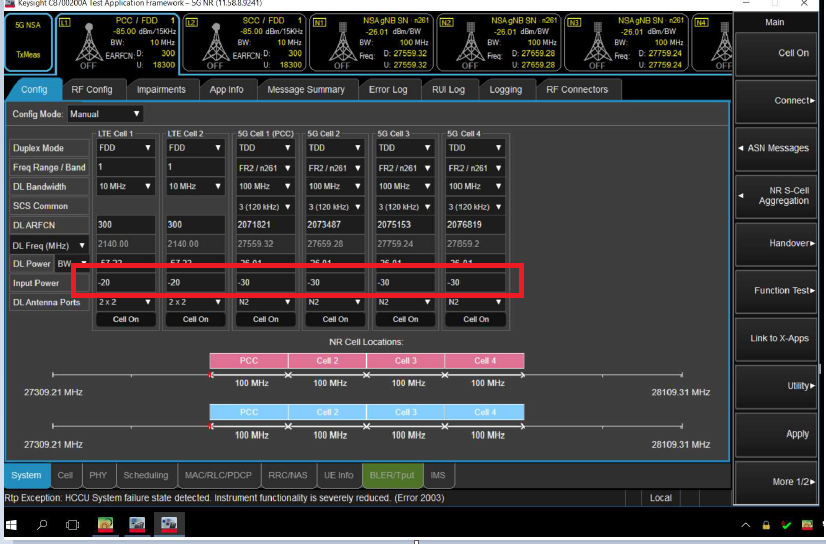 Keysight C8700200A Test Application Framework – 5G NR (11.58.8.9241)
5G NSA
TxMeas
L1 PCC / FDD 1
-85.00 dBm/15KHz
BW: 10 MHz
EARFCN: D: 300
U: 18300
OFF
L2 SCC / FDD 1
-85.00 dBm/15KHz
BW: 10 MHz
EARFCN: D: 300
U: 18300
OFF
N1 NSA gNB SN - n261
-26.01 dBm/BW
BW: 100 MHz
Freq: D: 27559.32
U: 27559.32
OFF
N2 NSA gNB SN - n261
-26.01 dBm/BW
BW: 100 MHz
Freq: D: 27659.28
U: 27659.28
OFF
N3 NSA gNB SN - n261
-26.01 dBm/BW
BW: 100 MHz
Freq: D: 27759.24
U: 27759.24
OFF
N4
OFF
Main
Config RF Config Impairments App Info Message Summary Error Log RUI Log Logging RF Connectors
Config Mode: Manual
LTE Cell 1 LTE Cell 2 5G Cell 1 (PCC) 5G Cell 2 5G Cell 3 5G Cell 4
Duplex Mode FDD FDD TDD TDD TDD TDD
Freq Range / Band 1 1 FR2 / n261 FR2 / n261 FR2 / n261 FR2 / n261
DL Bandwidth 10 MHz 10 MHz 100 MHz 100 MHz 100 MHz 100 MHz
SCS Common 3 (120 kHz) 3 (120 kHz) 3 (120 kHz) 3 (120 kHz)
DL ARFCN 300 300 2071821 2073487 2075153 2076819
DL Freq (MHz) 2140.00 2140.00 27559.32 27659.28 27759.24 27859.2
DL Power BW -57.22 -57.22 -26.01 -26.01 -26.01 -26.01
Input Power -20 -20 -30 -30 -30 -30
DL Antenna Ports 2 x 2 2 x 2 N2 N2 N2 N2
Cell On Cell On Cell On Cell On Cell On Cell On
NR Cell Locations:
PCC Cell 2 Cell 3 Cell 4
100 MHz 100 MHz 100 MHz 100 MHz
27309.21 MHz 28109.31 MHz
PCC Cell 2 Cell 3 Cell 4
100 MHz 100 MHz 100 MHz 100 MHz
27309.21 MHz 28109.31 MHz
System Cell PHY Scheduling MAC/RLC/PDCP RRC/NAS UE Info BLER/Tput IMS
Rtp Exception: HCCU System failure state detected. Instrument functionality is severely reduced. (Error 2003) Local
Cell On
Connect
ASN Messages
NR S-Cell
Aggregation
Handover
Function Test
Link to X-Apps
Utility
Apply
More 1/2